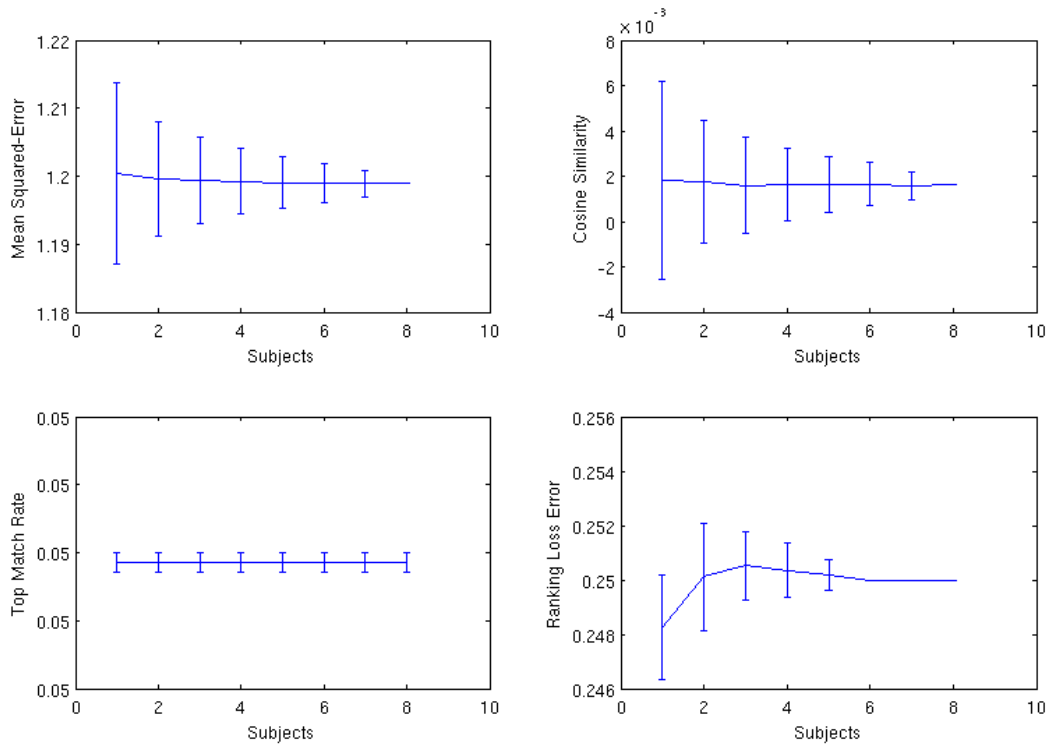 1.22
1.21
1.2
1.19
1.18
Mean Squared-Error
0 2 4 6 8 10
Subjects
× 10⁻³
8
6
4
2
0
−2
−4
Cosine Similarity
0 2 4 6 8 10
Subjects
0.05
0.05
0.05
0.05
0.05
Top Match Rate
0 2 4 6 8 10
Subjects
0.256
0.254
0.252
0.25
0.248
0.246
Ranking Loss Error
0 2 4 6 8 10
Subjects